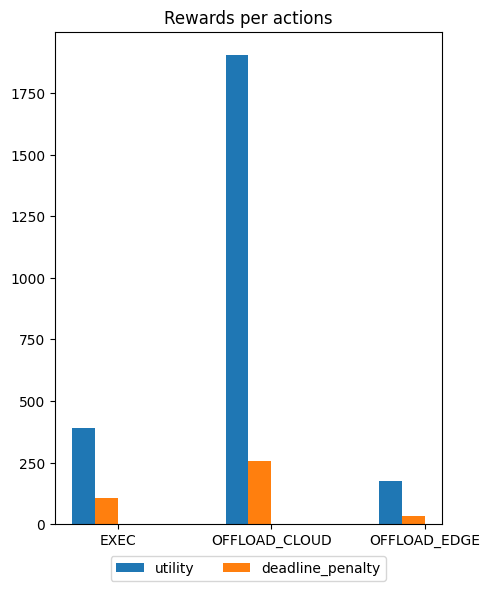 Rewards per actions
1750
1500
1250
1000
750
500
250
0
EXEC OFFLOAD_CLOUD OFFLOAD_EDGE
utility deadline_penalty